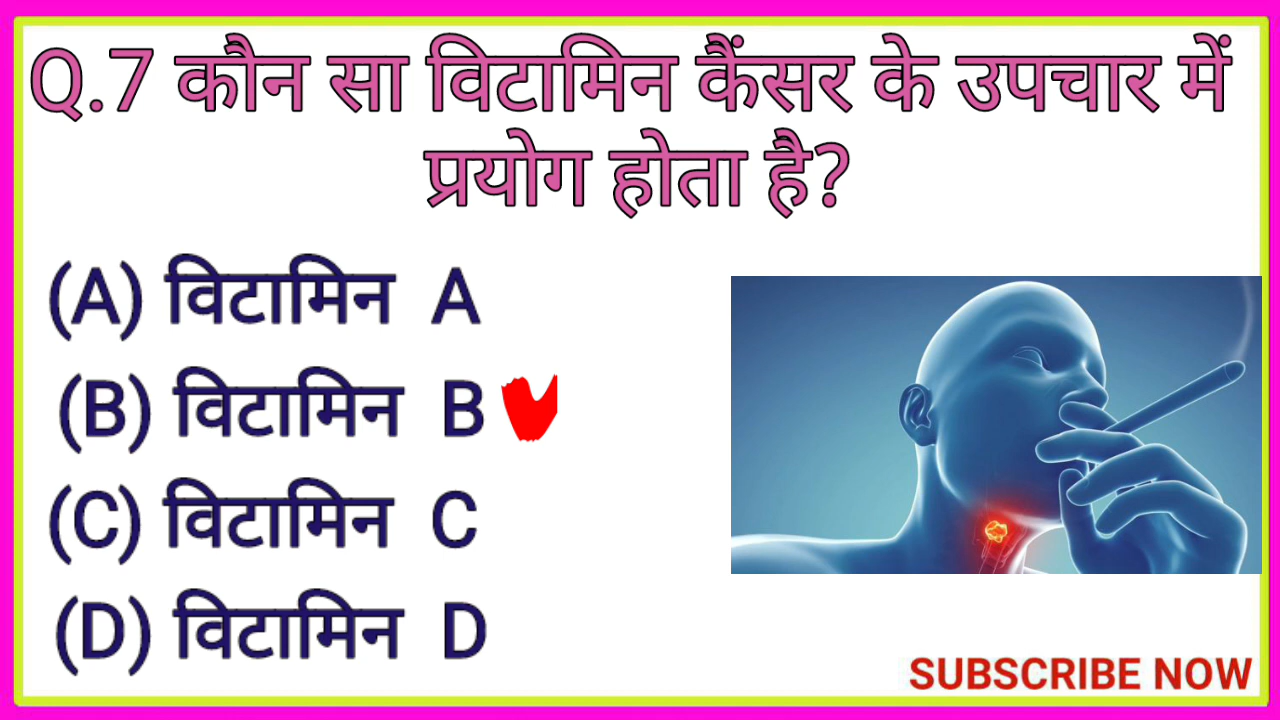 Q.7 कौन सा विटामिन कैंसर के उपचार में
प्रयोग होता है?
(A) विटामिन A
(B) विटामिन B
(C) विटामिन C
(D) विटामिन D
SUBSCRIBE NOW